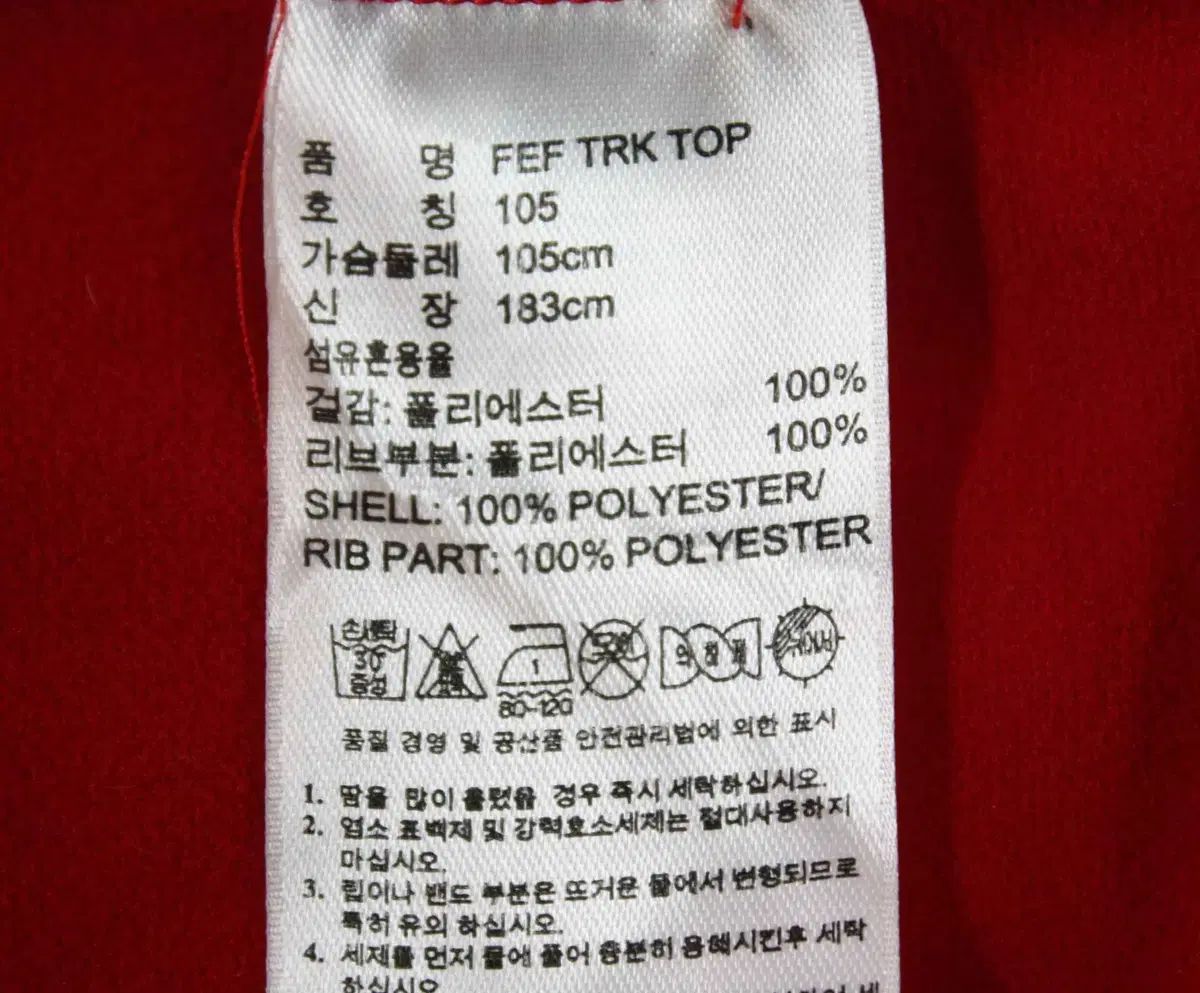 품 명 FEF TRK TOP
호 칭 105
가슴둘레 105cm
신 장 183cm
섬유혼용율
겉감: 폴리에스터 100%
리브부분: 폴리에스터 100%
SHELL: 100% POLYESTER/
RIB PART: 100% POLYESTER
손세탁 30° 중성 1 80~120
품질 경영 및 공산품 안전관리법에 의한 표시
1. 땀을 많이 흘렸을 경우 즉시 세탁하십시오.
2. 염소 표백제 및 강력효소세제는 절대사용하지
마십시오.
3. 립이나 밴드 부분은 뜨거운 물에서 변형되므로
특히 유의 하십시오.
4. 세제를 먼저 물에 풀어 충분히 용해시킨후 세탁
하십시오